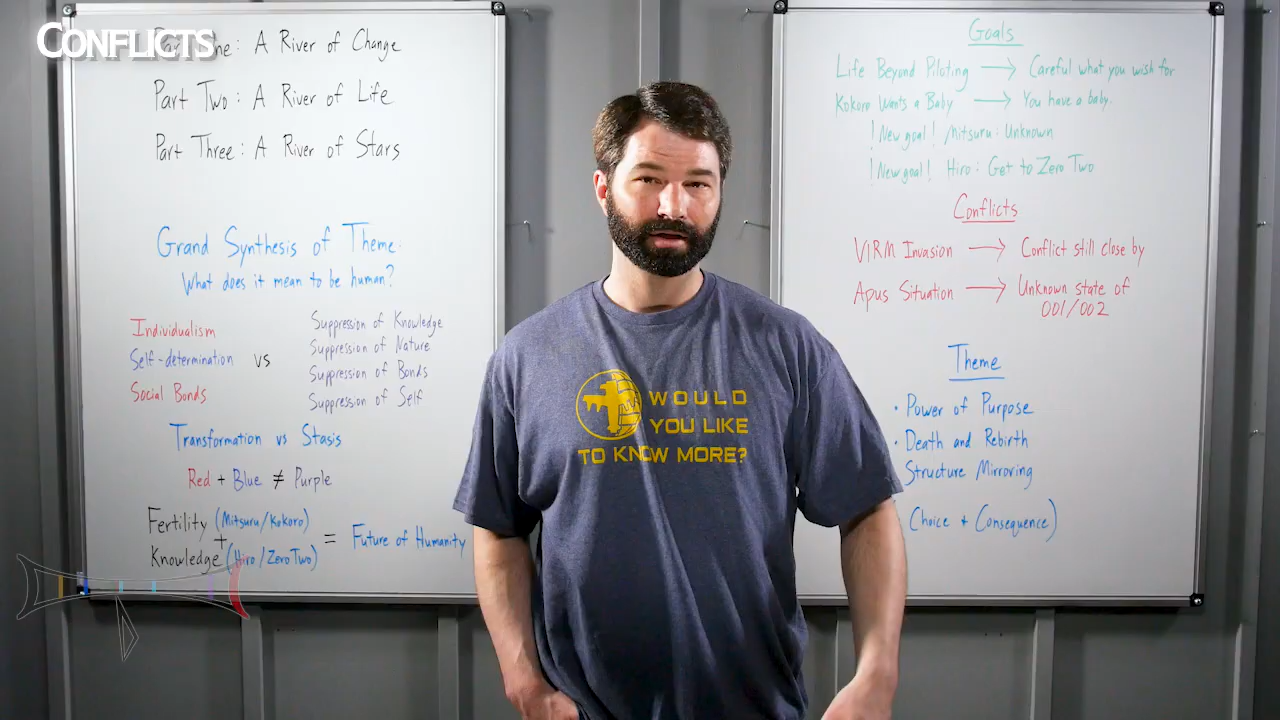 CONFLICTS
Part One: A River of Change
Part Two: A River of Life
Part Three: A River of Stars
Grand Synthesis of Theme:
What does it mean to be human?
Individualism
Self-determination
Social Bonds
vs
Suppression of Knowledge
Suppression of Nature
Suppression of Bonds
Suppression of Self
Transformation vs Stasis
Red + Blue ≠ Purple
Fertility (Mitsuru/Kokoro)
+
Knowledge (Hiro/Zero Two)
= Future of Humanity
WOULD
YOU LIKE
TO KNOW MORE?
Goals
Life Beyond Piloting → Careful what you wish for
Kokoro Wants a Baby → You have a baby.
!New goal! Mitsuru: Unknown
!New goal! Hiro: Get to Zero Two
Conflicts
VIRM Invasion → Conflict still close by
Apus Situation → Unknown state of
001/002
Theme
• Power of Purpose
• Death and Rebirth
Structure Mirroring
(Choice + Consequence)